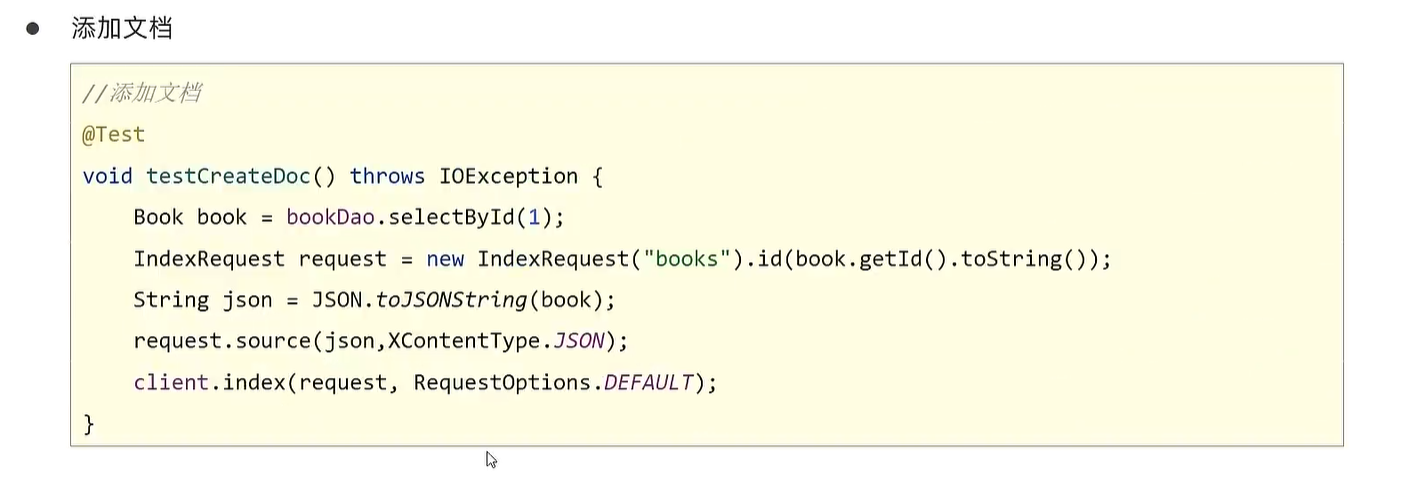 ● 添加文档
//添加文档
@Test
void testCreateDoc() throws IOException {
    Book book = bookDao.selectById(1);
    IndexRequest request = new IndexRequest("books").id(book.getId().toString());
    String json = JSON.toJSONString(book);
    request.source(json,XContentType.JSON);
    client.index(request, RequestOptions.DEFAULT);
}